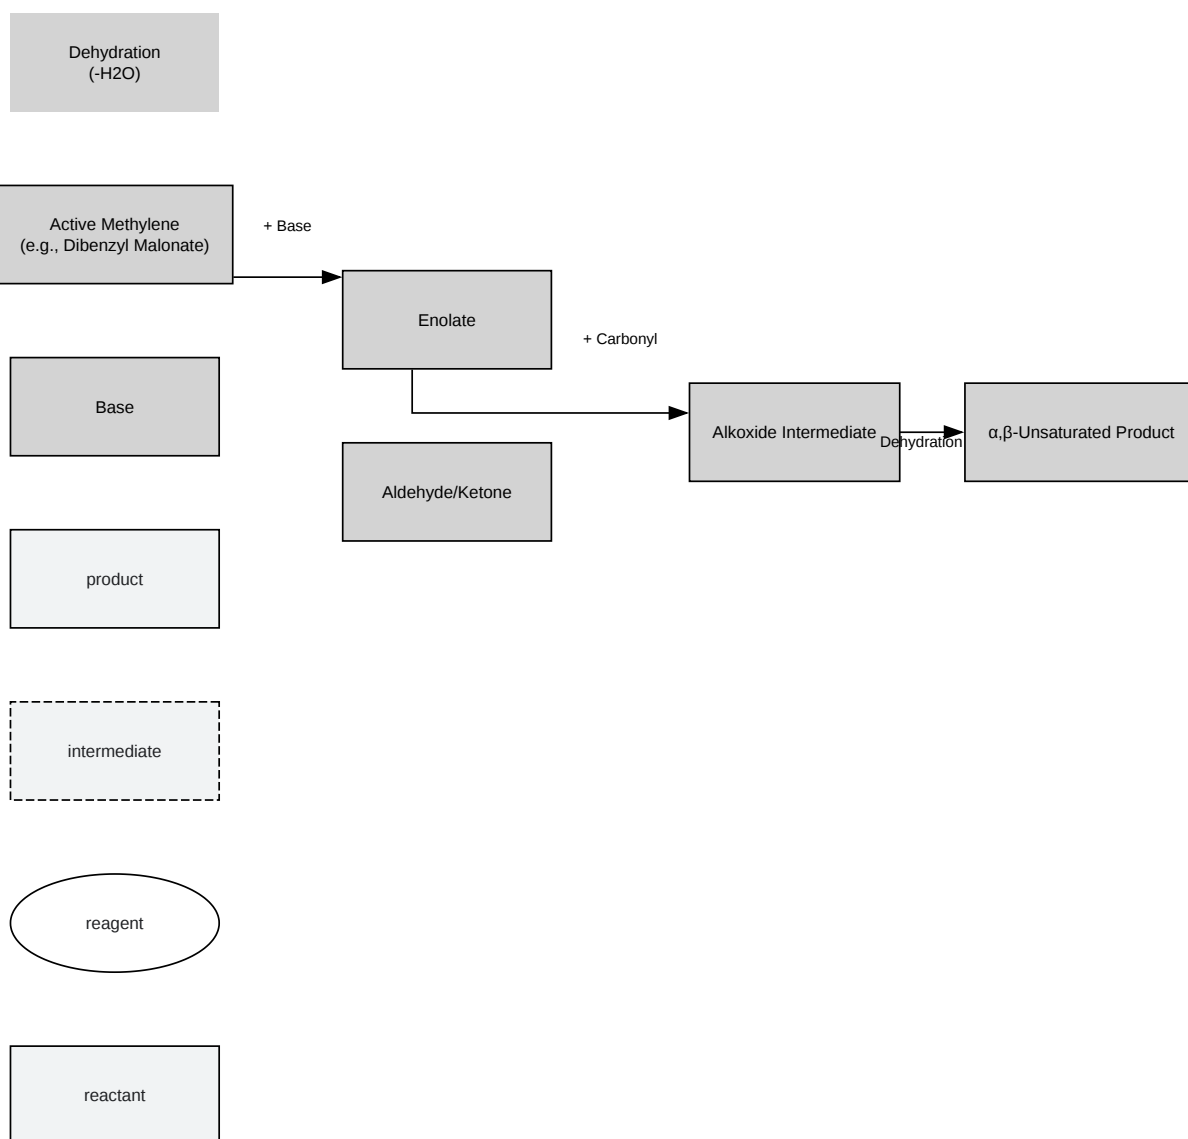 Dehydration
(-H2O)
Active Methylene
(e.g., Dibenzyl Malonate)
+ Base
Enolate
+ Carbonyl
Base
Alkoxide Intermediate
Dehydration
α,β-Unsaturated Product
Aldehyde/Ketone
product
intermediate
reagent
reactant